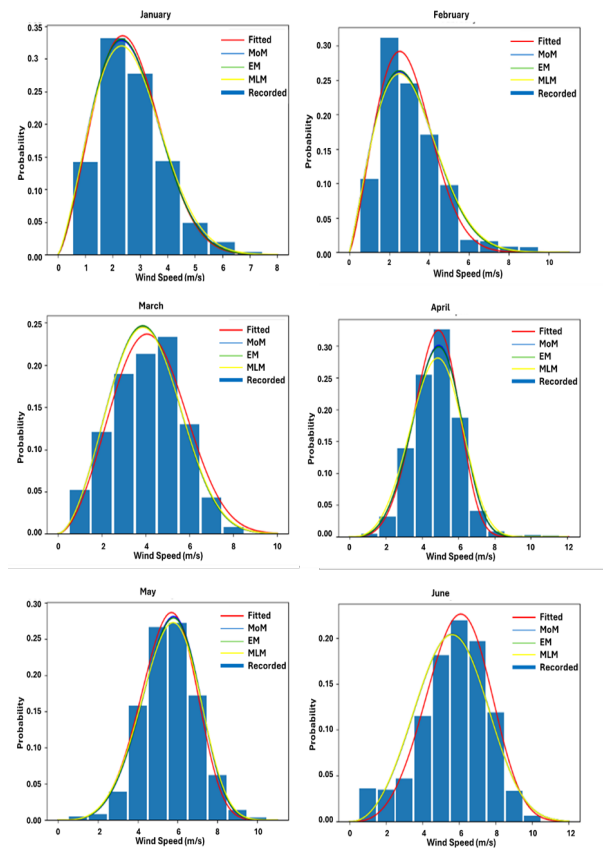 January
0.35
0.30
0.25
0.20
0.15
0.10
0.05
0.00
Probability
0 1 2 3 4 5 6 7 8
Wind Speed (m/s)
Fitted
MoM
EM
MLM
Recorded
February
0.30
0.25
0.20
0.15
0.10
0.05
0.00
Probability
0 2 4 6 8 10
Wind Speed (m/s)
Fitted
MoM
EM
MLM
Recorded
March
0.25
0.20
0.15
0.10
0.05
0.00
Probability
0 2 4 6 8 10
Wind Speed (m/s)
Fitted
MoM
EM
MLM
Recorded
April
0.30
0.25
0.20
0.15
0.10
0.05
0.00
Probability
0 2 4 6 8 10 12
Wind Speed (m/s)
Fitted
MoM
EM
MLM
Recorded
May
0.30
0.25
0.20
0.15
0.10
0.05
0.00
Probability
0 2 4 6 8 10
Wind Speed (m/s)
Fitted
MoM
EM
MLM
Recorded
June
0.20
0.15
0.10
0.05
0.00
Probability
0 2 4 6 8 10 12
Wind Speed (m/s)
Fitted
MoM
EM
MLM
Recorded